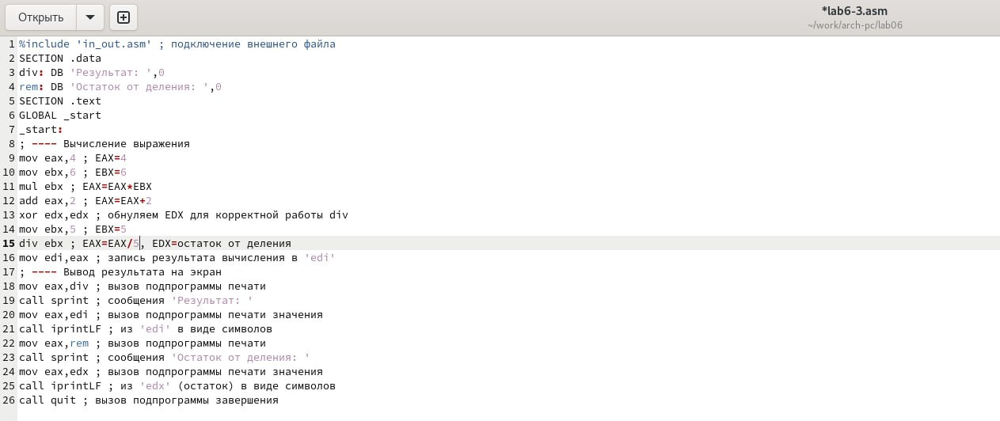 Открыть
*lab6-3.asm
~/work/arch-pc/lab06
1 %include 'in_out.asm' ; подключение внешнего файла
2 SECTION .data
3 div: DB 'Результат: ',0
4 rem: DB 'Остаток от деления: ',0
5 SECTION .text
6 GLOBAL _start
7 _start:
8 ; ---- Вычисление выражения
9 mov eax,4 ; EAX=4
10 mov ebx,6 ; EBX=6
11 mul ebx ; EAX=EAX*EBX
12 add eax,2 ; EAX=EAX+2
13 xor edx,edx ; обнуляем EDX для корректной работы div
14 mov ebx,5 ; EBX=5
15 div ebx ; EAX=EAX/5, EDX=остаток от деления
16 mov edi,eax ; запись результата вычисления в 'edi'
17 ; ---- Вывод результата на экран
18 mov eax,div ; вызов подпрограммы печати
19 call sprint ; сообщения 'Результат: '
20 mov eax,edi ; вызов подпрограммы печати значения
21 call iprintLF ; из 'edi' в виде символов
22 mov eax,rem ; вызов подпрограммы печати
23 call sprint ; сообщения 'Остаток от деления: '
24 mov eax,edx ; вызов подпрограммы печати значения
25 call iprintLF ; из 'edx' (остаток) в виде символов
26 call quit ; вызов подпрограммы завершения